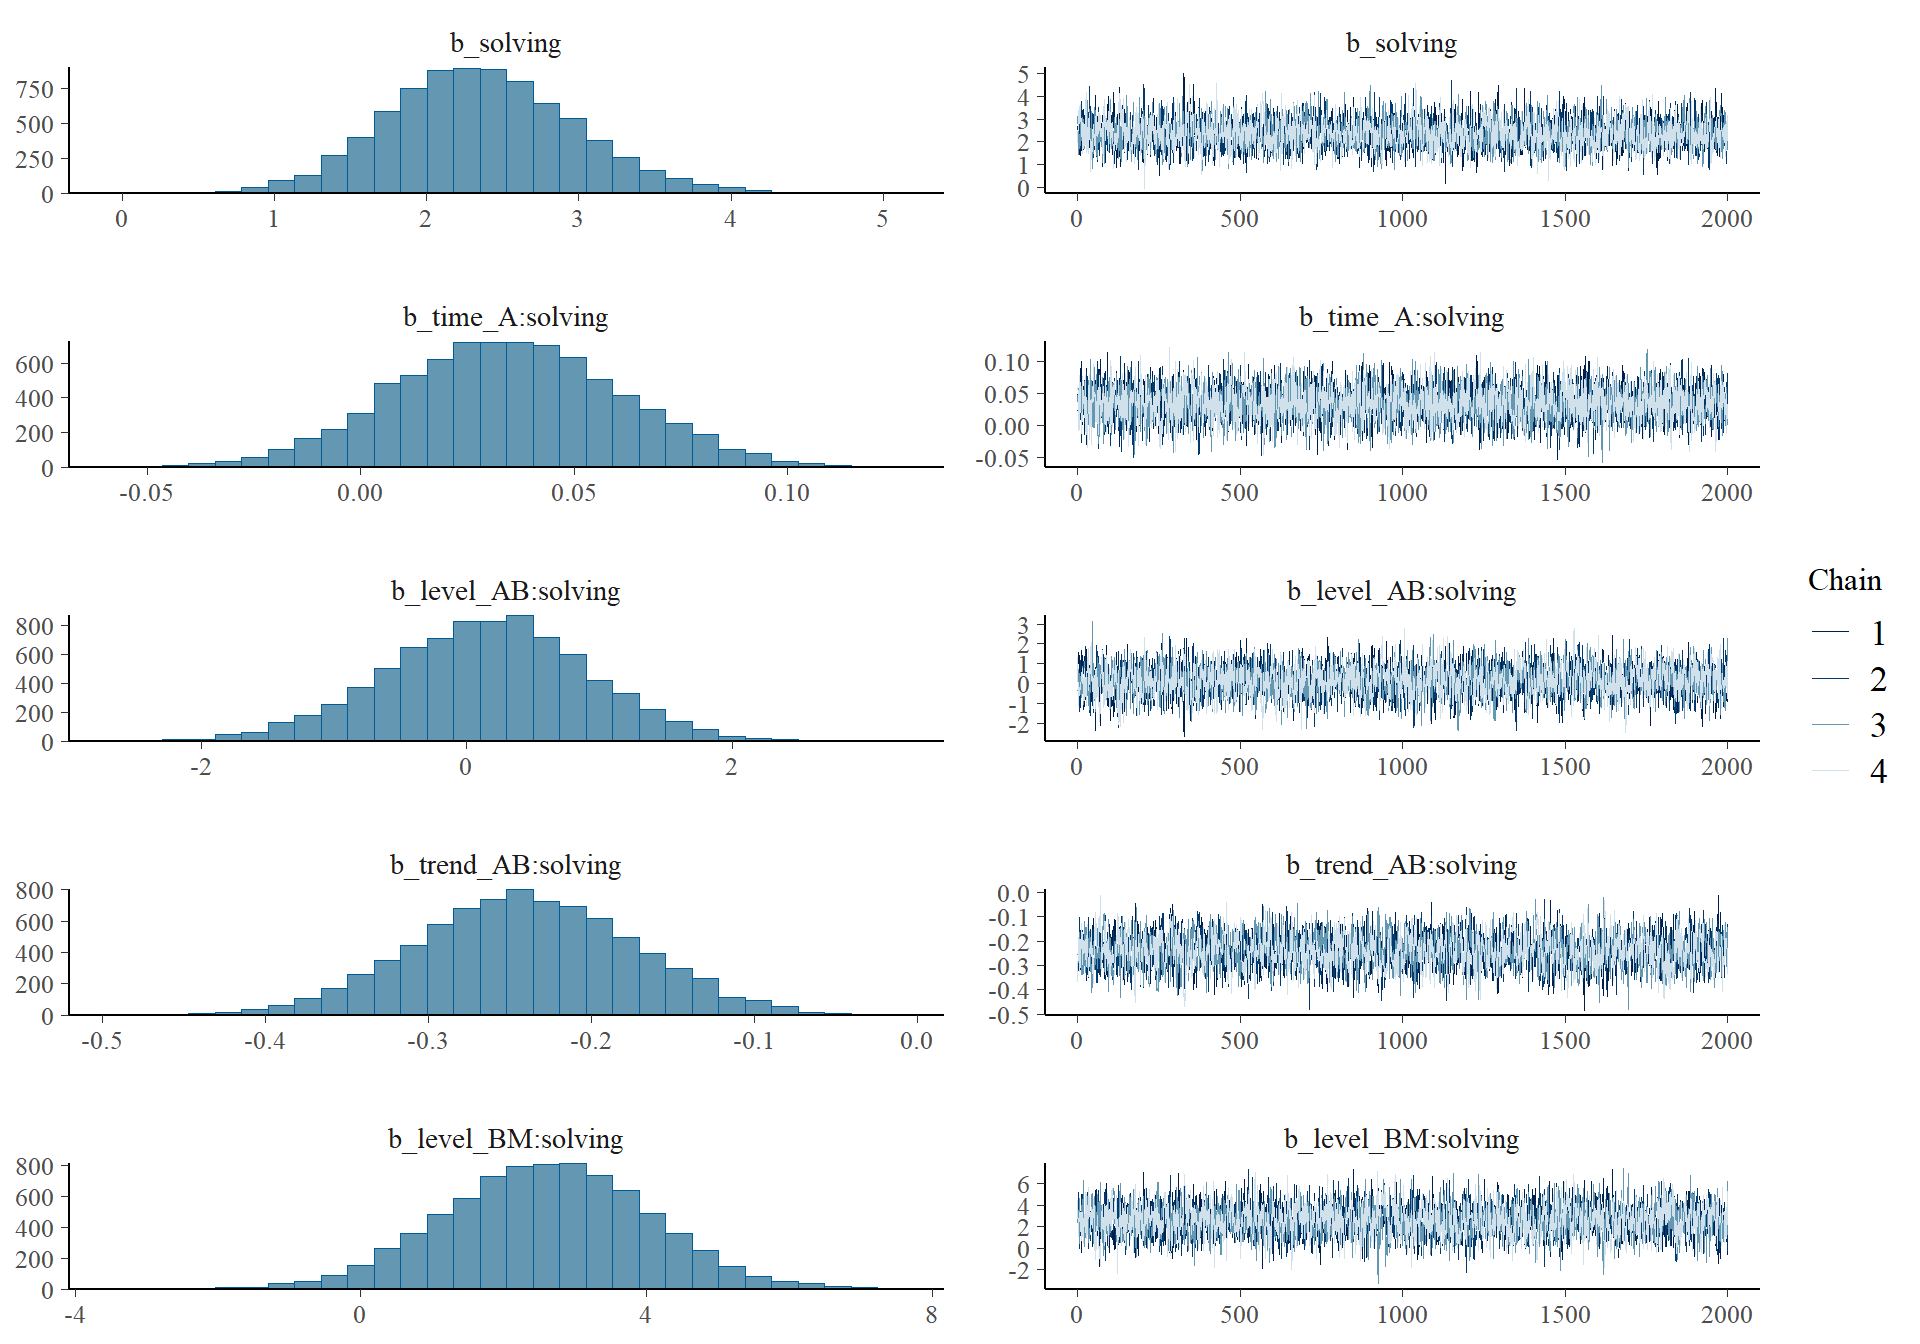 b_solving
b_solving
750
500
250
0
0 1 2 3 4 5
5
4
3
2
1
0
0 500 1000 1500 2000
b_time_A:solving
b_time_A:solving
600
400
200
0
-0.05 0.00 0.05 0.10
0.10
0.05
0.00
-0.05
0 500 1000 1500 2000
b_level_AB:solving
b_level_AB:solving
800
600
400
200
0
-2 0 2
3
2
1
0
-1
-2
0 500 1000 1500 2000
b_trend_AB:solving
b_trend_AB:solving
800
600
400
200
0
-0.5 -0.4 -0.3 -0.2 -0.1 0.0
0.0
-0.1
-0.2
-0.3
-0.4
-0.5
0 500 1000 1500 2000
b_level_BM:solving
b_level_BM:solving
800
600
400
200
0
-4 0 4 8
6
4
2
0
-2
0 500 1000 1500 2000
Chain
1
2
3
4